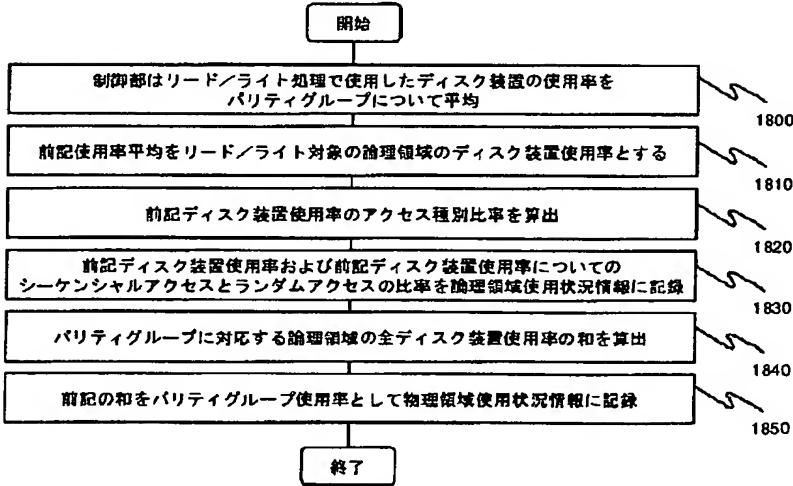 開始
制御部はリード／ライト処理で使用したディスク装置の使用率を
パリティグループについて平均
1800
前記使用率平均をリード／ライト対象の論理領域のディスク装置使用率とする
1810
前記ディスク装置使用率のアクセス種別比率を算出
1820
前記ディスク装置使用率および前記ディスク装置使用率についての
シーケンシャルアクセスとランダムアクセスの比率を論理領域使用状況情報に記録
1830
パリティグループに対応する論理領域の全ディスク装置使用率の和を算出
1840
前記の和をパリティグループ使用率として物理領域使用状況情報に記録
1850
終了